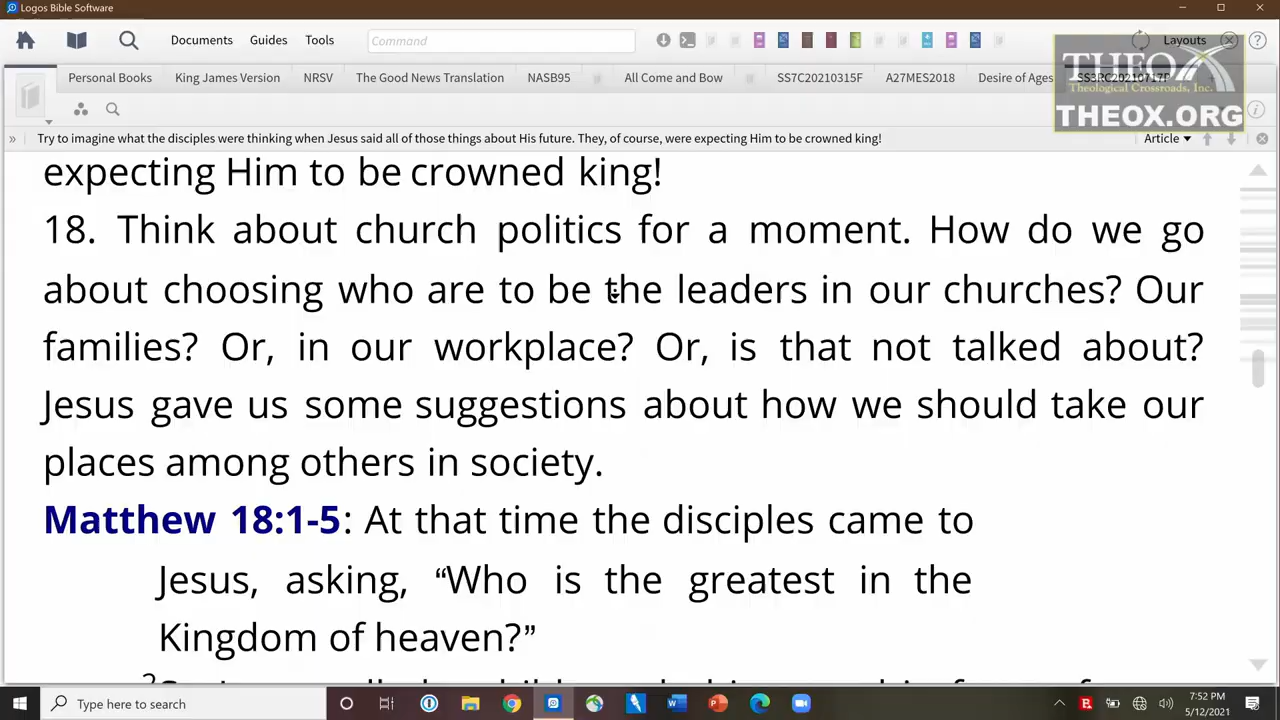 Logos Bible Software
Documents Guides Tools Command Layouts
Personal Books King James Version NRSV The Good News Translation NASB95 All Come and Bow SS7C20210315F A27MES2018 Desire of Ages SS3RC20210717P
THEOX
Theological Crossroads, Inc.
THEOX.ORG
» Try to imagine what the disciples were thinking when Jesus said all of those things about His future. They, of course, were expecting Him to be crowned king! Article
expecting Him to be crowned king!
18. Think about church politics for a moment. How do we go
about choosing who are to be the leaders in our churches? Our
families? Or, in our workplace? Or, is that not talked about?
Jesus gave us some suggestions about how we should take our
places among others in society.
Matthew 18:1-5: At that time the disciples came to
Jesus, asking, “Who is the greatest in the
Kingdom of heaven?”
2
Type here to search
7:52 PM
5/12/2021